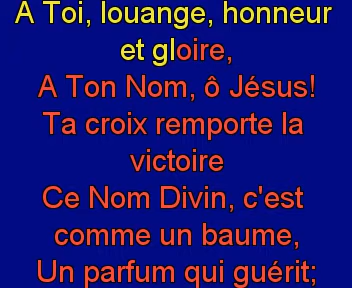 A Toi, louange, honneur
et gloire,
A Ton Nom, ô Jésus!
Ta croix remporte la
victoire
Ce Nom Divin, c'est
comme un baume,
Un parfum qui guérit;